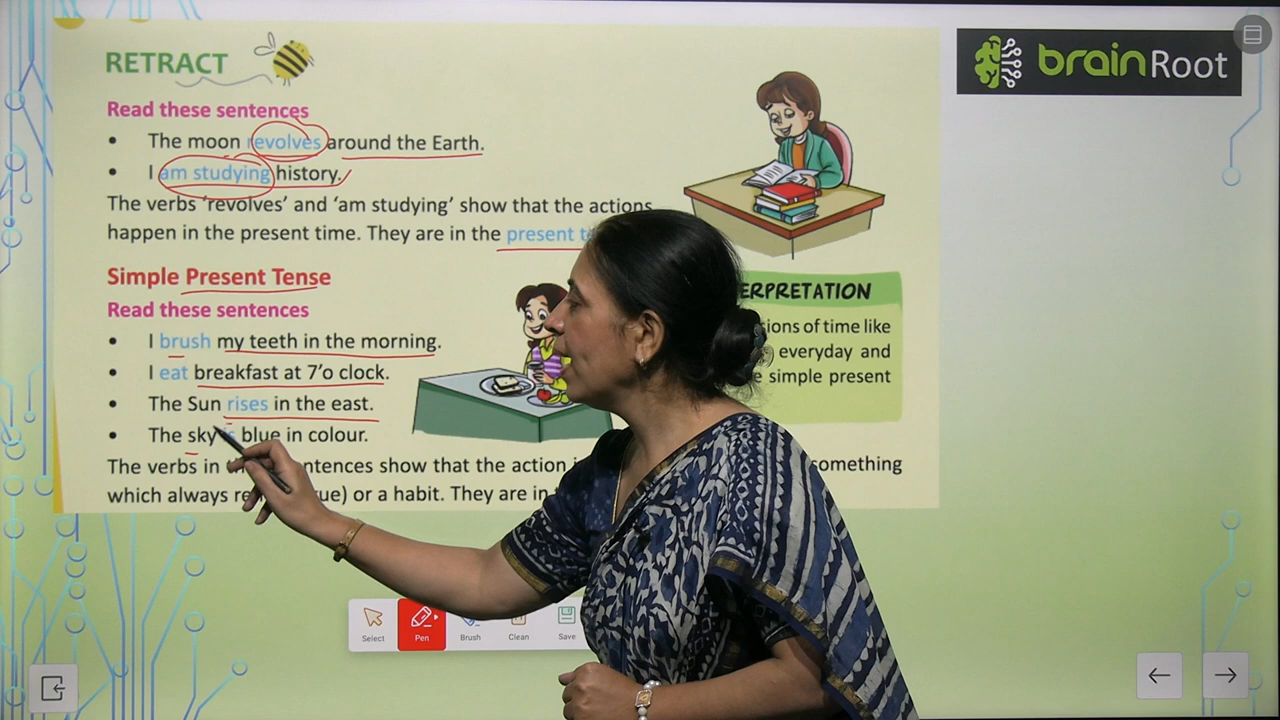 RETRACT
Read these sentences
• The moon revolves around the Earth.
• I am studying history.
The verbs 'revolves' and 'am studying' show that the actions
happen in the present time. They are in the present
Simple Present Tense
Read these sentences
• I brush my teeth in the morning.
• I eat breakfast at 7'o clock.
• The Sun rises in the east.
• The sky is blue in colour.
The verbs in sentences show that the action something
which always or a habit. They are in
ERPRETATION
sions of time like
everyday and
simple present
brainRoot
Select
Pen
Brush
Clean
Save